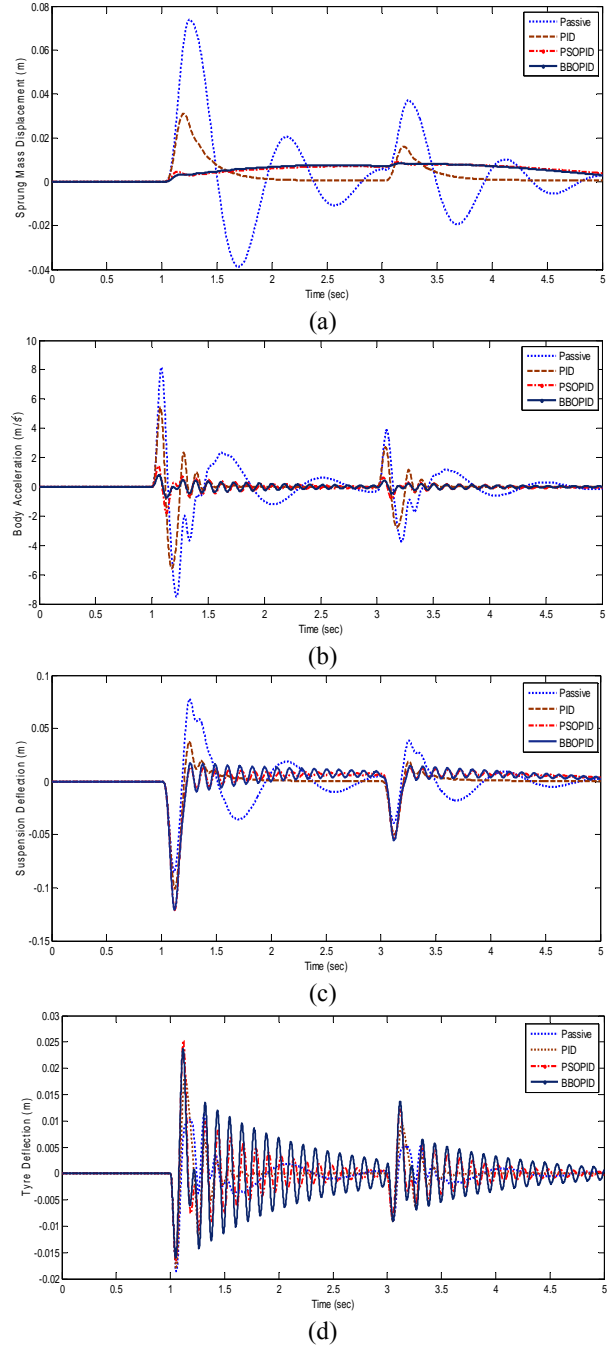 0.08
0.06
0.04
0.02
0
-0.02
-0.04
Sprung Mass Displacement (m)
Passive
PID
PSOPID
BBOPID
0 0.5 1 1.5 2 2.5 3 3.5 4 4.5 5
Time (sec)
(a)
10
8
6
4
2
0
-2
-4
-6
-8
Body Acceleration (m/s²)
Passive
PID
PSOPID
BBOPID
0 0.5 1 1.5 2 2.5 3 3.5 4 4.5 5
Time (sec)
(b)
0.1
0.05
0
-0.05
-0.1
-0.15
Suspension Deflecation (m)
Passive
PID
PSOPID
BBOPID
0 0.5 1 1.5 2 2.5 3 3.5 4 4.5 5
Time (sec)
(c)
0.03
0.025
0.02
0.015
0.01
0.005
0
-0.005
-0.01
-0.015
-0.02
Tyre Deflection (m)
Passive
PID
PSOPID
BBOPID
0 0.5 1 1.5 2 2.5 3 3.5 4 4.5 5
Time (sec)
(d)